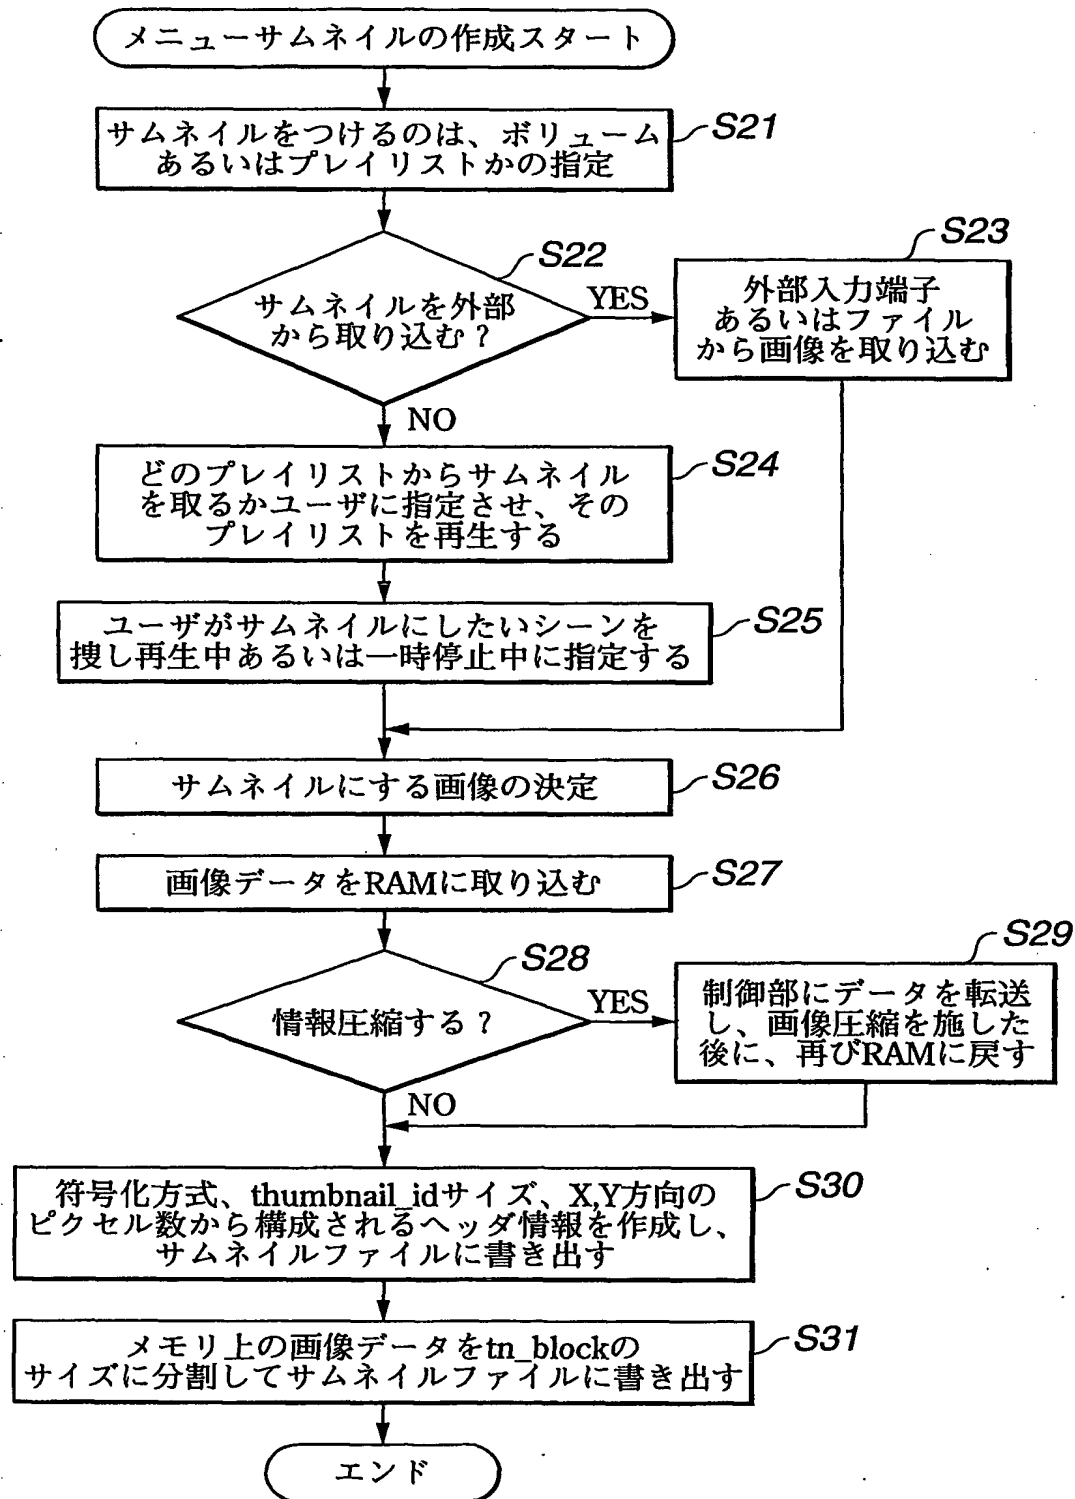 メニューサムネイルの作成スタート
サムネイルをつけるのは、ボリューム
あるいはプレイリストかの指定
S21
サムネイルを外部
から取り込む？
S22
YES
外部入力端子
あるいはファイル
から画像を取り込む
S23
NO
どのプレイリストからサムネイル
を取るかユーザに指定させ、その
プレイリストを再生する
S24
ユーザがサムネイルにしたいシーンを
捜し再生中あるいは一時停止中に指定する
S25
サムネイルにする画像の決定
S26
画像データをRAMに取り込む
S27
情報圧縮する？
S28
YES
制御部にデータを転送
し、画像圧縮を施した
後に、再びRAMに戻す
S29
NO
符号化方式、thumbnail_idサイズ、X,Y方向の
ピクセル数から構成されるヘッダ情報を作成し、
サムネイルファイルに書き出す
S30
メモリ上の画像データをtn_blockの
サイズに分割してサムネイルファイルに書き出す
S31
エンド